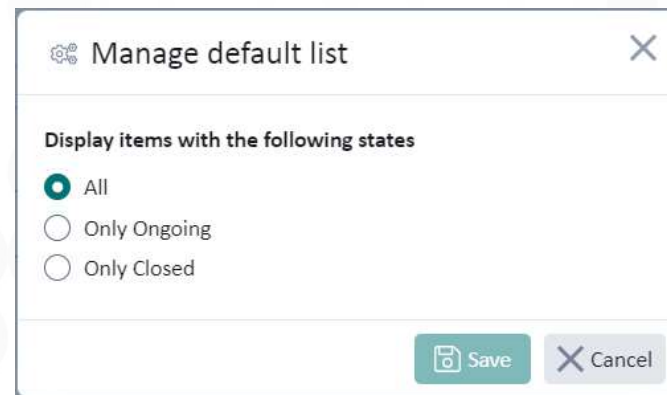 Manage default list
Display items with the following states
All
Only Ongoing
Only Closed
Save
Cancel